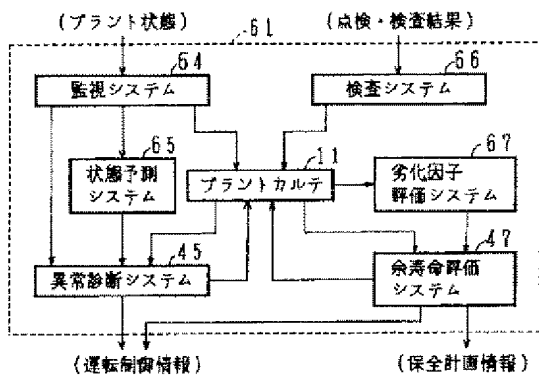 (プラント状態)
(点検・検査結果)
61
64
監視システム
66
検査システム
65
状態予測
システム
11
プラントカルテ
67
劣化因子
評価システム
45
異常診断システム
47
余寿命評価
システム
(運転制御情報)
(保全計画情報)